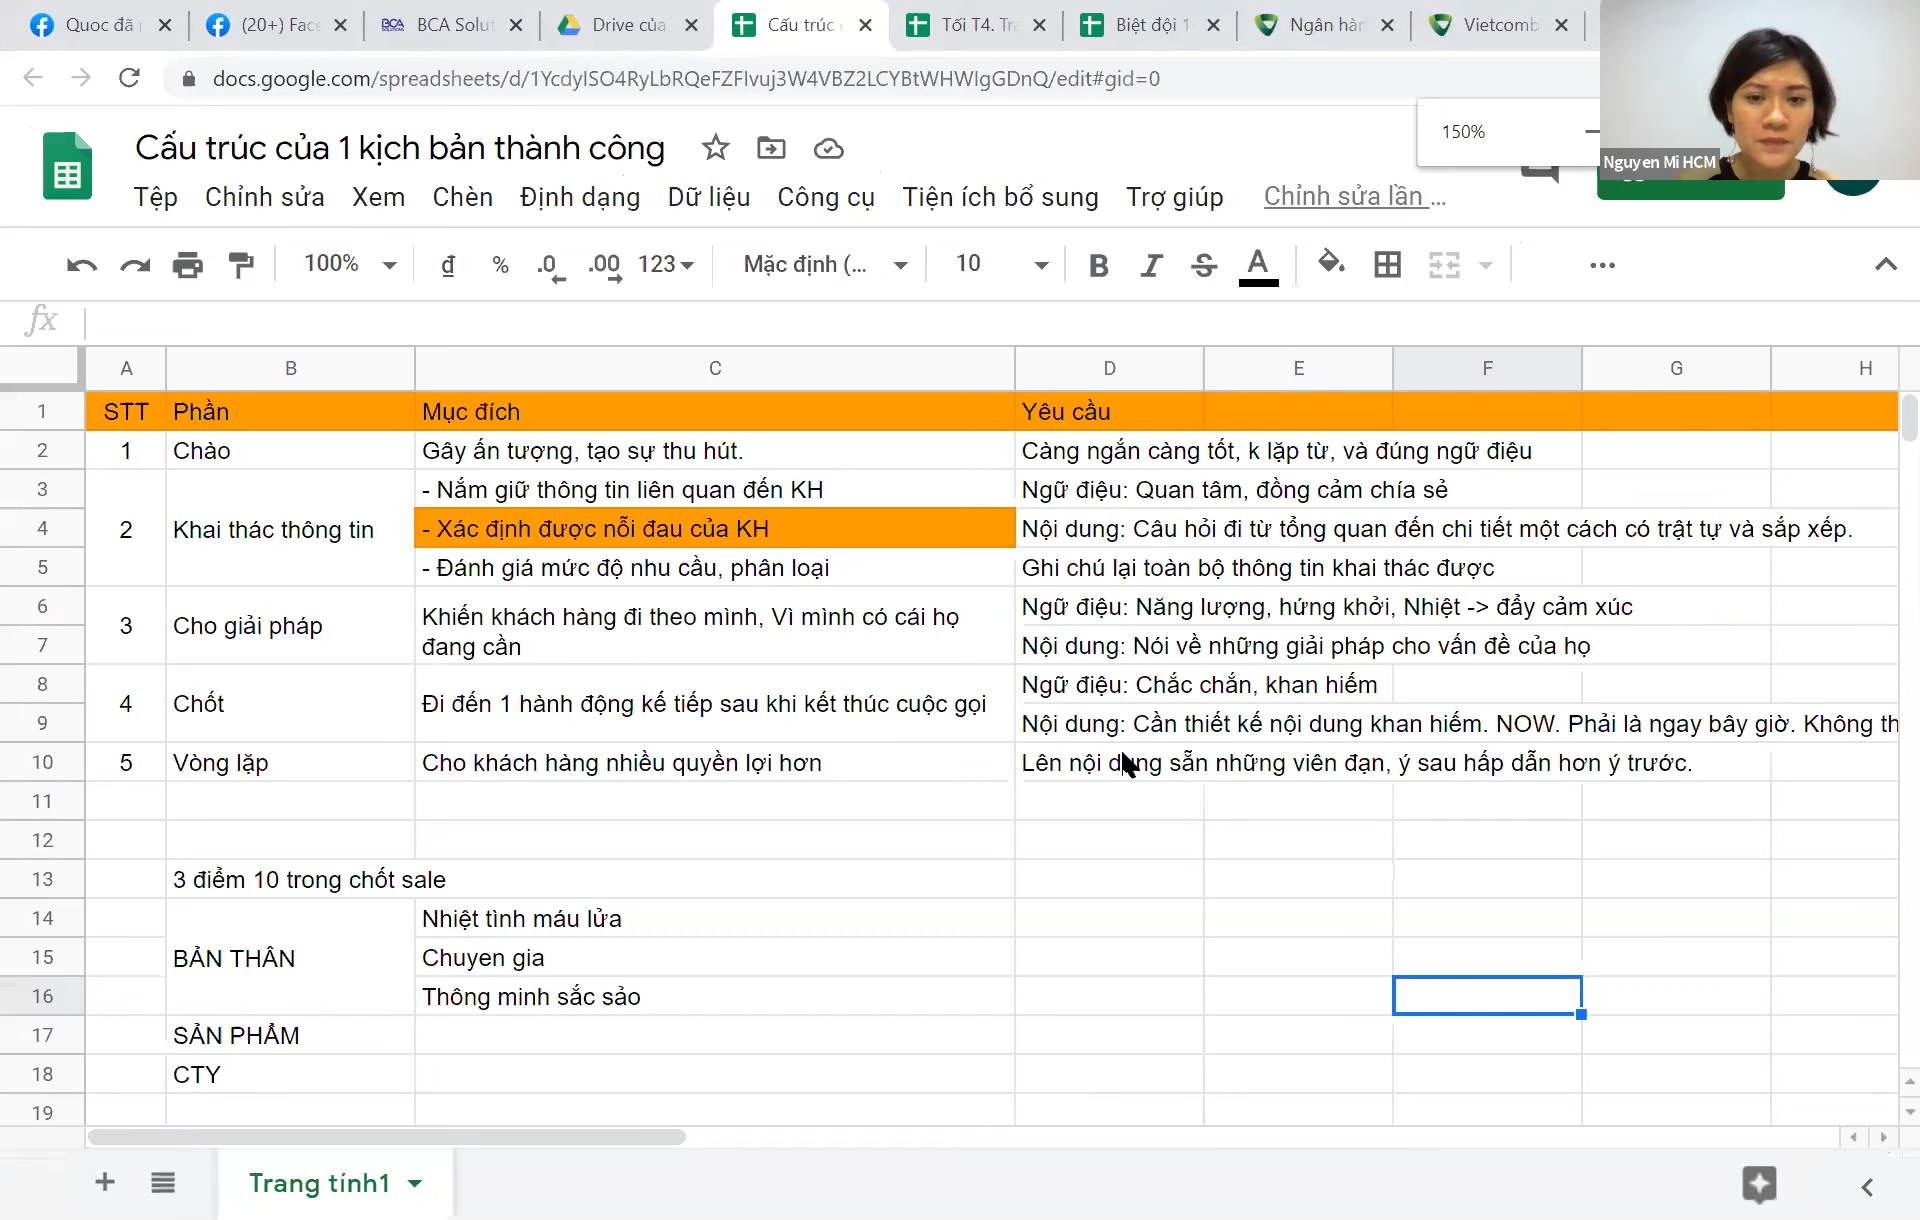 Quoc đã i
(20+) Face
BCA Solut
Drive của
Cấu trúc c
Tối T4. Tra
Biệt đội 1
Ngân hàn
Vietcomb
docs.google.com/spreadsheets/d/1YcdyISO4RyLbRQeFZFIvuj3W4VBZ2LCYBtWHWIgGDnQ/edit#gid=0
150%
Nguyen Mi HCM
Cấu trúc của 1 kịch bản thành công
Tệp Chỉnh sửa Xem Chèn Định dạng Dữ liệu Công cụ Tiện ích bổ sung Trợ giúp Chỉnh sửa lần ...
100% đ % .0 .00 123 Mặc định (... 10 B I S A
fx
A B C D E F G H
1 STT Phần Mục đích Yêu cầu
2 1 Chào Gây ấn tượng, tạo sự thu hút. Càng ngắn càng tốt, k lặp từ, và đúng ngữ điệu
3 - Nắm giữ thông tin liên quan đến KH Ngữ điệu: Quan tâm, đồng cảm chía sẻ
4 2 Khai thác thông tin - Xác định được nỗi đau của KH Nội dung: Câu hỏi đi từ tổng quan đến chi tiết một cách có trật tự và sắp xếp.
5 - Đánh giá mức độ nhu cầu, phân loại Ghi chú lại toàn bộ thông tin khai thác được
6 3 Cho giải pháp Khiến khách hàng đi theo mình, Vì mình có cái họ Ngữ điệu: Năng lượng, hứng khởi, Nhiệt -> đẩy cảm xúc
7 đang cần Nội dung: Nói về những giải pháp cho vấn đề của họ
8 4 Chốt Đi đến 1 hành động kế tiếp sau khi kết thúc cuộc gọi Ngữ điệu: Chắc chắn, khan hiếm
9 Nội dung: Cần thiết kế nội dung khan hiếm. NOW. Phải là ngay bây giờ. Không th
10 5 Vòng lặp Cho khách hàng nhiều quyền lợi hơn Lên nội dung sẵn những viên đạn, ý sau hấp dẫn hơn ý trước.
11
12
13 3 điểm 10 trong chốt sale
14 Nhiệt tình máu lửa
15 BẢN THÂN Chuyen gia
16 Thông minh sắc sảo
17 SẢN PHẨM
18 CTY
19
Trang tính1